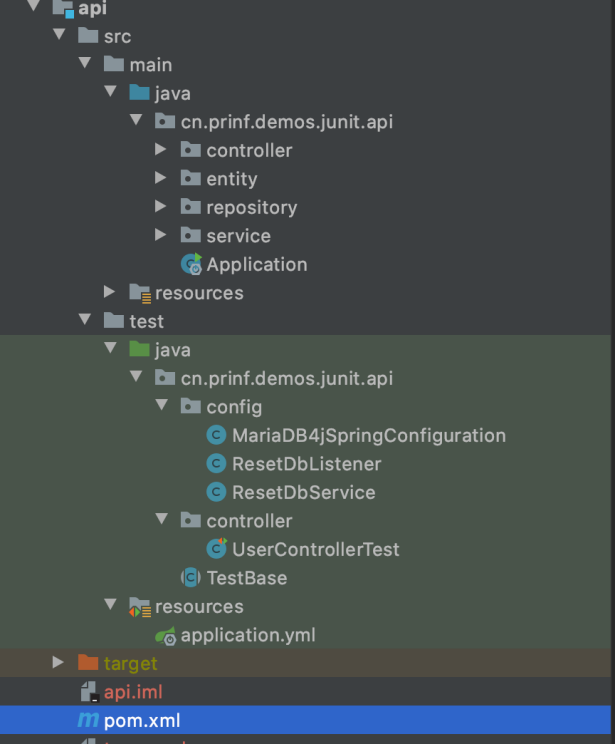 api
src
main
java
cn.prinf.demos.junit.api
controller
entity
repository
service
Application
resources
test
java
cn.prinf.demos.junit.api
config
MariaDB4jSpringConfiguration
ResetDbListener
ResetDbService
controller
UserControllerTest
TestBase
resources
application.yml
target
api.iml
pom.xml